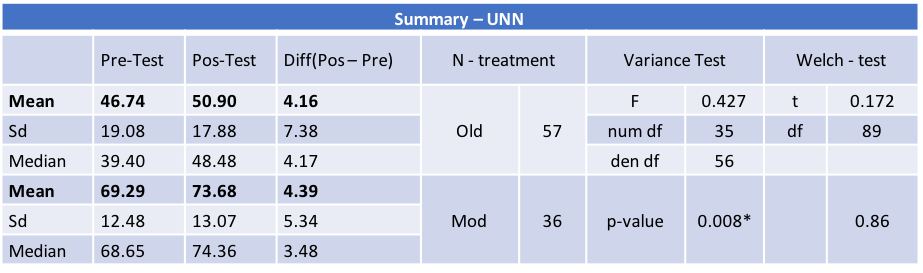 Summary – UNN
Pre-Test Pos-Test Diff(Pos – Pre) N - treatment Variance Test Welch - test
Mean 46.74 50.90 4.16 Old 57 F 0.427 t 0.172
Sd 19.08 17.88 7.38 num df 35 df 89
Median 39.40 48.48 4.17 den df 56
Mean 69.29 73.68 4.39 Mod 36 p-value 0.008* 0.86
Sd 12.48 13.07 5.34
Median 68.65 74.36 3.48